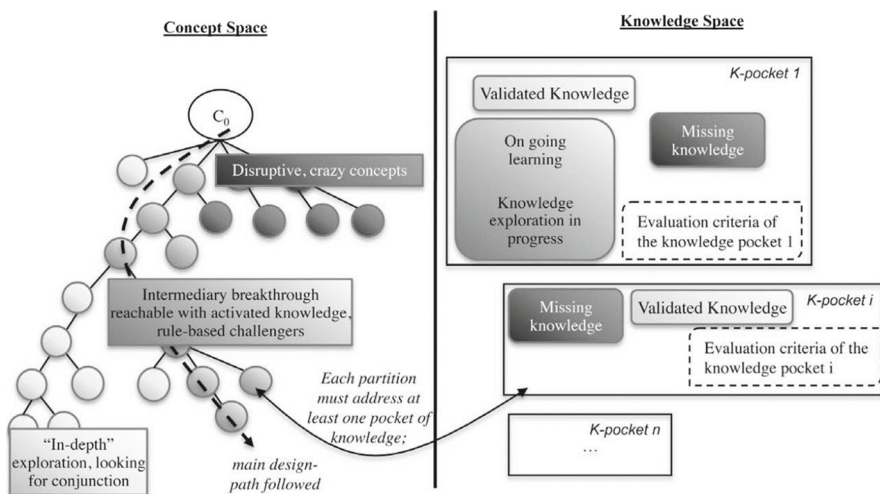 Concept Space
C₀
Disruptive, crazy concepts
Intermediary breakthrough
reachable with activated knowledge,
rule-based challengers
Each partition
must address at
least one pocket of
knowledge;
"In-depth"
exploration, looking
for conjunction
main design-
path followed
Knowledge Space
K-pocket 1
Validated Knowledge
On going
learning
Knowledge
exploration in
progress
Missing
knowledge
Evaluation criteria of
the knowledge pocket 1
K-pocket i
Missing
knowledge
Validated Knowledge
Evaluation criteria of the
knowledge pocket i
K-pocket n
...